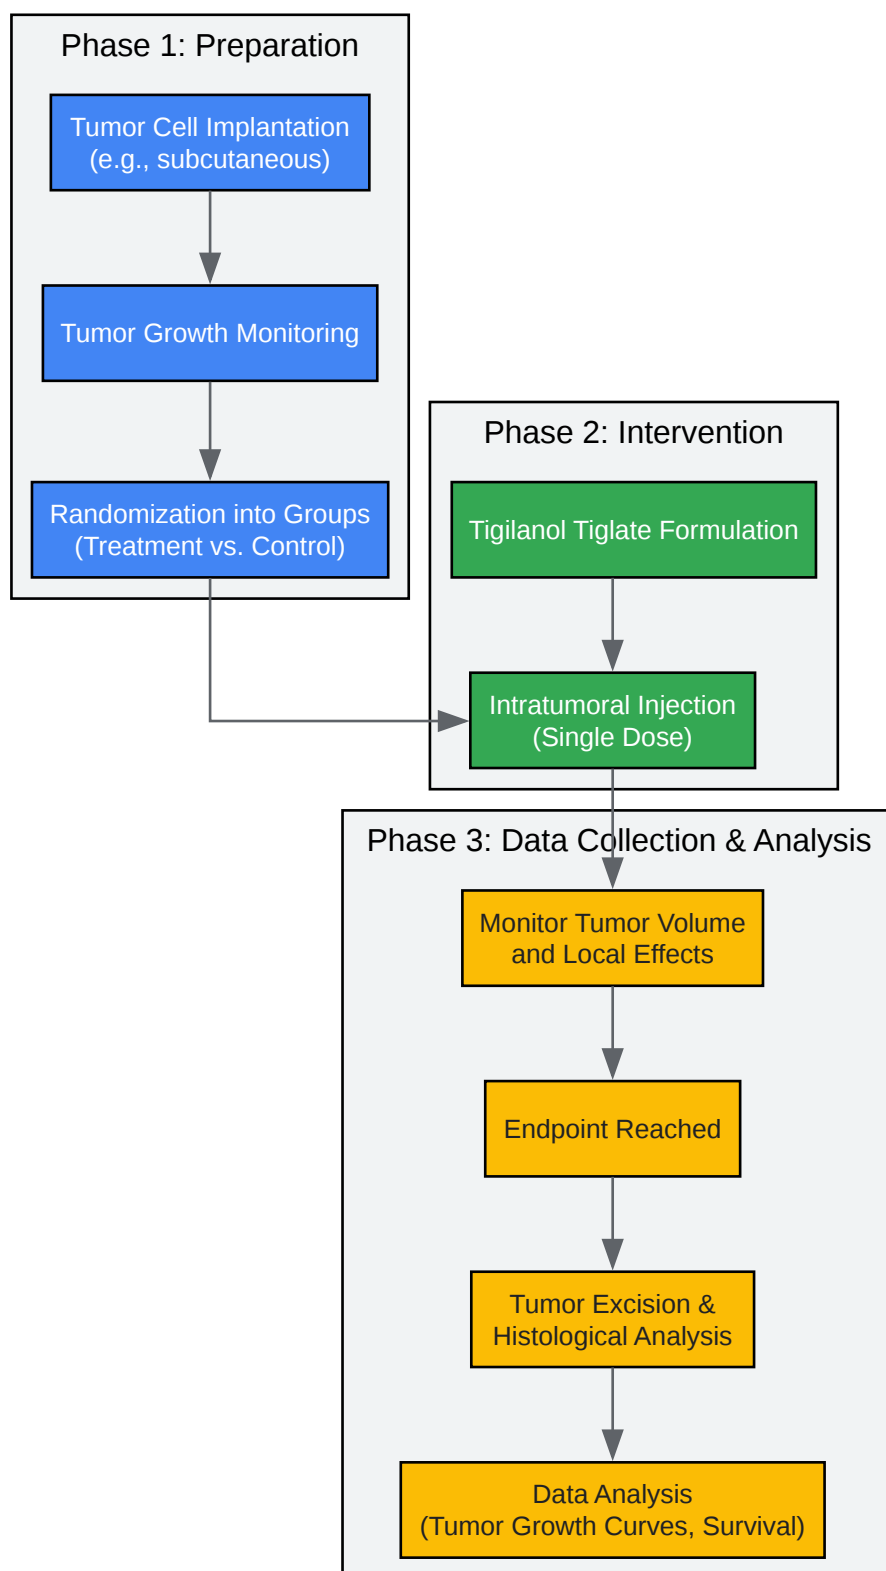 Phase 1: Preparation
Tumor Cell Implantation
(e.g., subcutaneous)
Tumor Growth Monitoring
Randomization into Groups
(Treatment vs. Control)
Phase 2: Intervention
Tigilanol Tiglate Formulation
Intratumoral Injection
(Single Dose)
Phase 3: Data Collection & Analysis
Monitor Tumor Volume
and Local Effects
Endpoint Reached
Tumor Excision &
Histological Analysis
Data Analysis
(Tumor Growth Curves, Survival)